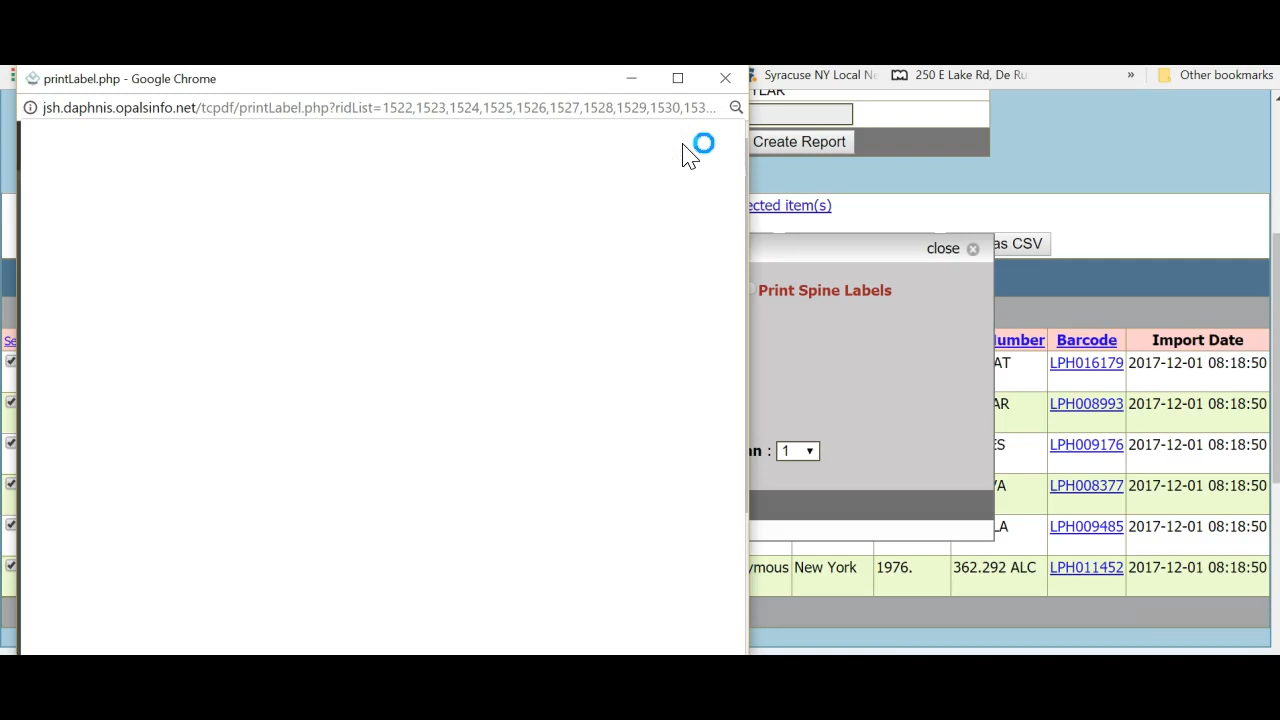 printLabel.php - Google Chrome
Syracuse NY Local Ne
250 E Lake Rd, De Ru
»
Other bookmarks
jsh.daphnis.opalsinfo.net/tcpdf/printLabel.php?ridList=1522,1523,1524,1525,1526,1527,1528,1529,1530,153...
YEAR
Create Report
ected item(s)
as CSV
close
Print Spine Labels
Se
umber
Barcode
Import Date
AT
LPH016179
2017-12-01 08:18:50
AR
LPH008993
2017-12-01 08:18:50
ES
LPH009176
2017-12-01 08:18:50
an : 1
VA
LPH008377
2017-12-01 08:18:50
LA
LPH009485
2017-12-01 08:18:50
ymous
New York
1976.
362.292 ALC
LPH011452
2017-12-01 08:18:50